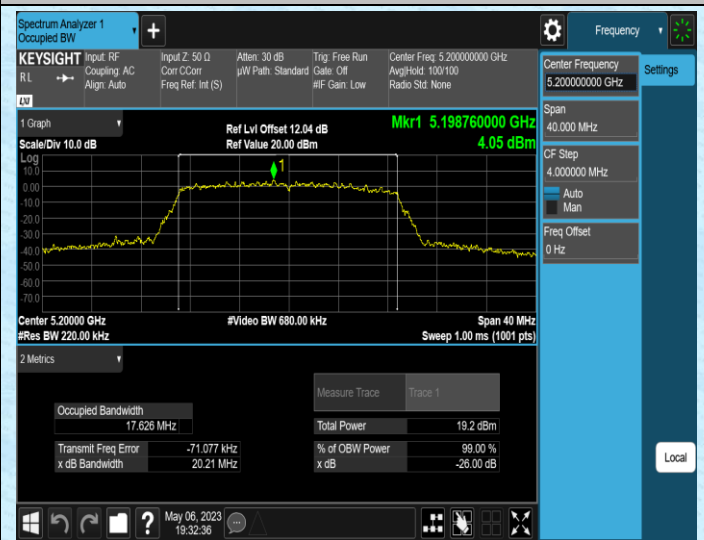 Spectrum Analyzer 1
Occupied BW
+
Frequency
KEYSIGHT
RL
Input: RF
Coupling: AC
Align: Auto
Input Z: 50 Ω
Corr CCorr
Freq Ref: Int (S)
Atten: 30 dB
µW Path: Standard
Trig: Free Run
Gate: Off
#IF Gain: Low
Center Freq: 5.200000000 GHz
Avg|Hold: 100/100
Radio Std: None
LXI
1 Graph
Scale/Div 10.0 dB
Ref Lvl Offset 12.04 dB
Ref Value 20.00 dBm
Mkr1 5.198760000 GHz
4.05 dBm
Log
10.0
0.00
-10.0
-20.0
-30.0
-40.0
-50.0
-60.0
-70.0
1
Center 5.20000 GHz
#Res BW 220.00 kHz
#Video BW 680.00 kHz
Span 40 MHz
Sweep 1.00 ms (1001 pts)
2 Metrics
Measure Trace Trace 1
Occupied Bandwidth
17.626 MHz
Total Power 19.2 dBm
Transmit Freq Error -71.077 kHz
% of OBW Power 99.00 %
x dB Bandwidth 20.21 MHz
x dB -26.00 dB
?
May 06, 2023
19:32:36
Center Frequency
5.200000000 GHz
Settings
Span
40.000 MHz
CF Step
4.000000 MHz
Auto
Man
Freq Offset
0 Hz
Local